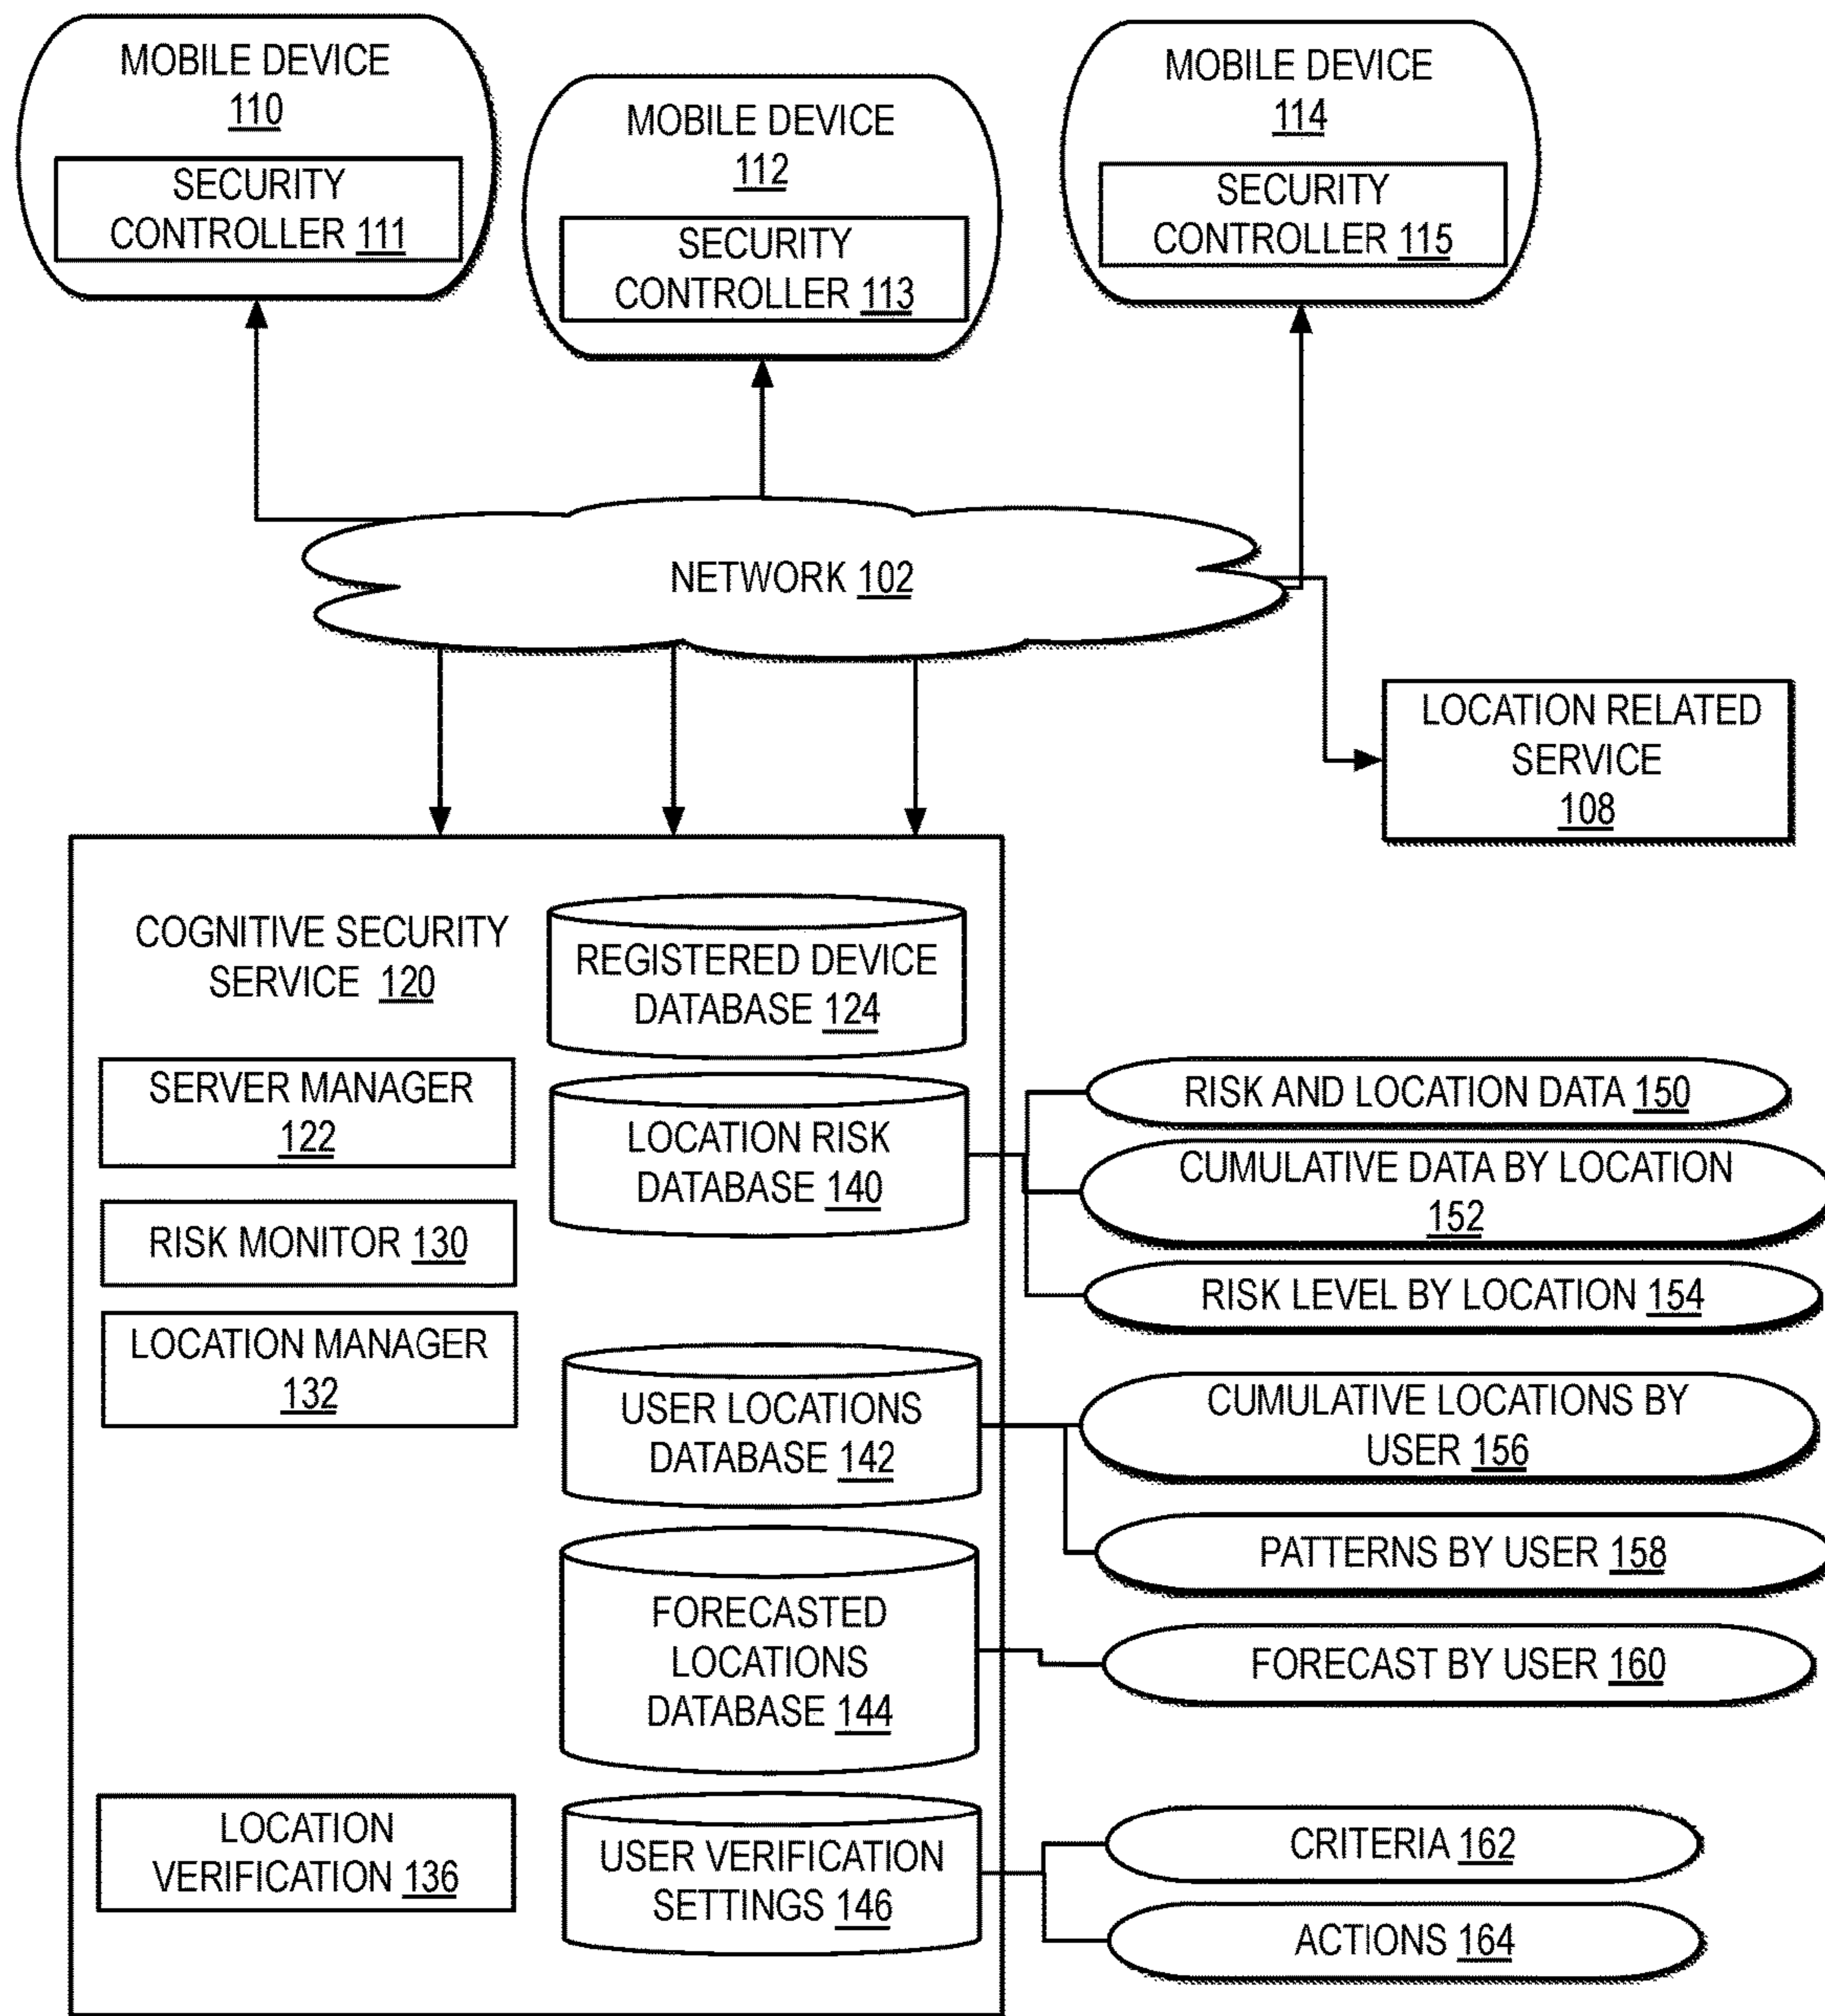 MOBILE DEVICE
110
SECURITY
CONTROLLER 111
MOBILE DEVICE
112
SECURITY
CONTROLLER 113
MOBILE DEVICE
114
SECURITY
CONTROLLER 115
NETWORK 102
LOCATION RELATED
SERVICE
108
COGNITIVE SECURITY
SERVICE 120
SERVER MANAGER
122
RISK MONITOR 130
LOCATION MANAGER
132
LOCATION
VERIFICATION 136
REGISTERED DEVICE
DATABASE 124
LOCATION RISK
DATABASE 140
USER LOCATIONS
DATABASE 142
FORECASTED
LOCATIONS
DATABASE 144
USER VERIFICATION
SETTINGS 146
RISK AND LOCATION DATA 150
CUMULATIVE DATA BY LOCATION
152
RISK LEVEL BY LOCATION 154
CUMULATIVE LOCATIONS BY
USER 156
PATTERNS BY USER 158
FORECAST BY USER 160
CRITERIA 162
ACTIONS 164